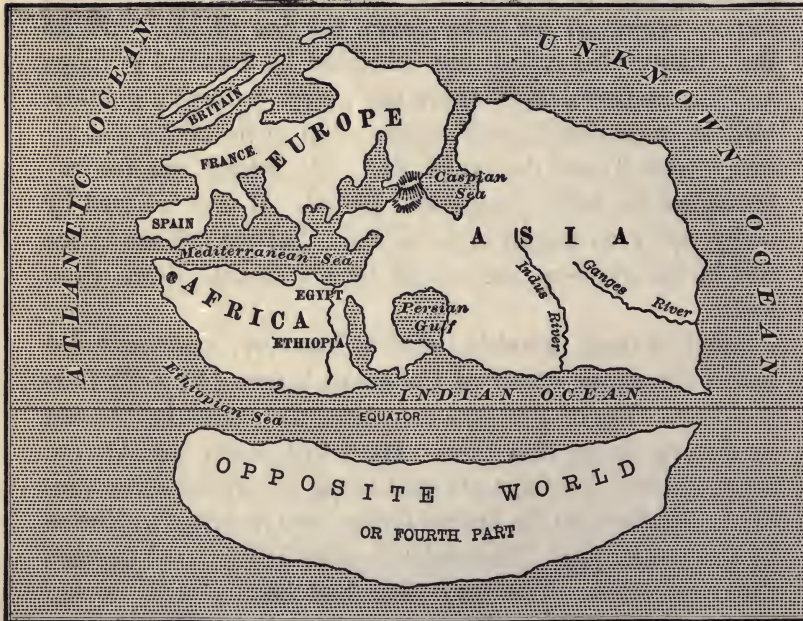 UNKNOWN OCEAN
ATLANTIC OCEAN
BRITAIN
EUROPE
FRANCE
Caspian
Sea
SPAIN
ASIA
Mediterranean Sea
AFRICA
EGYPT
ETHIOPIA
Persian
Gulf
Indus River
Ganges River
Ethiopian Sea
INDIAN OCEAN
EQUATOR
OPPOSITE WORLD
OR FOURTH PART